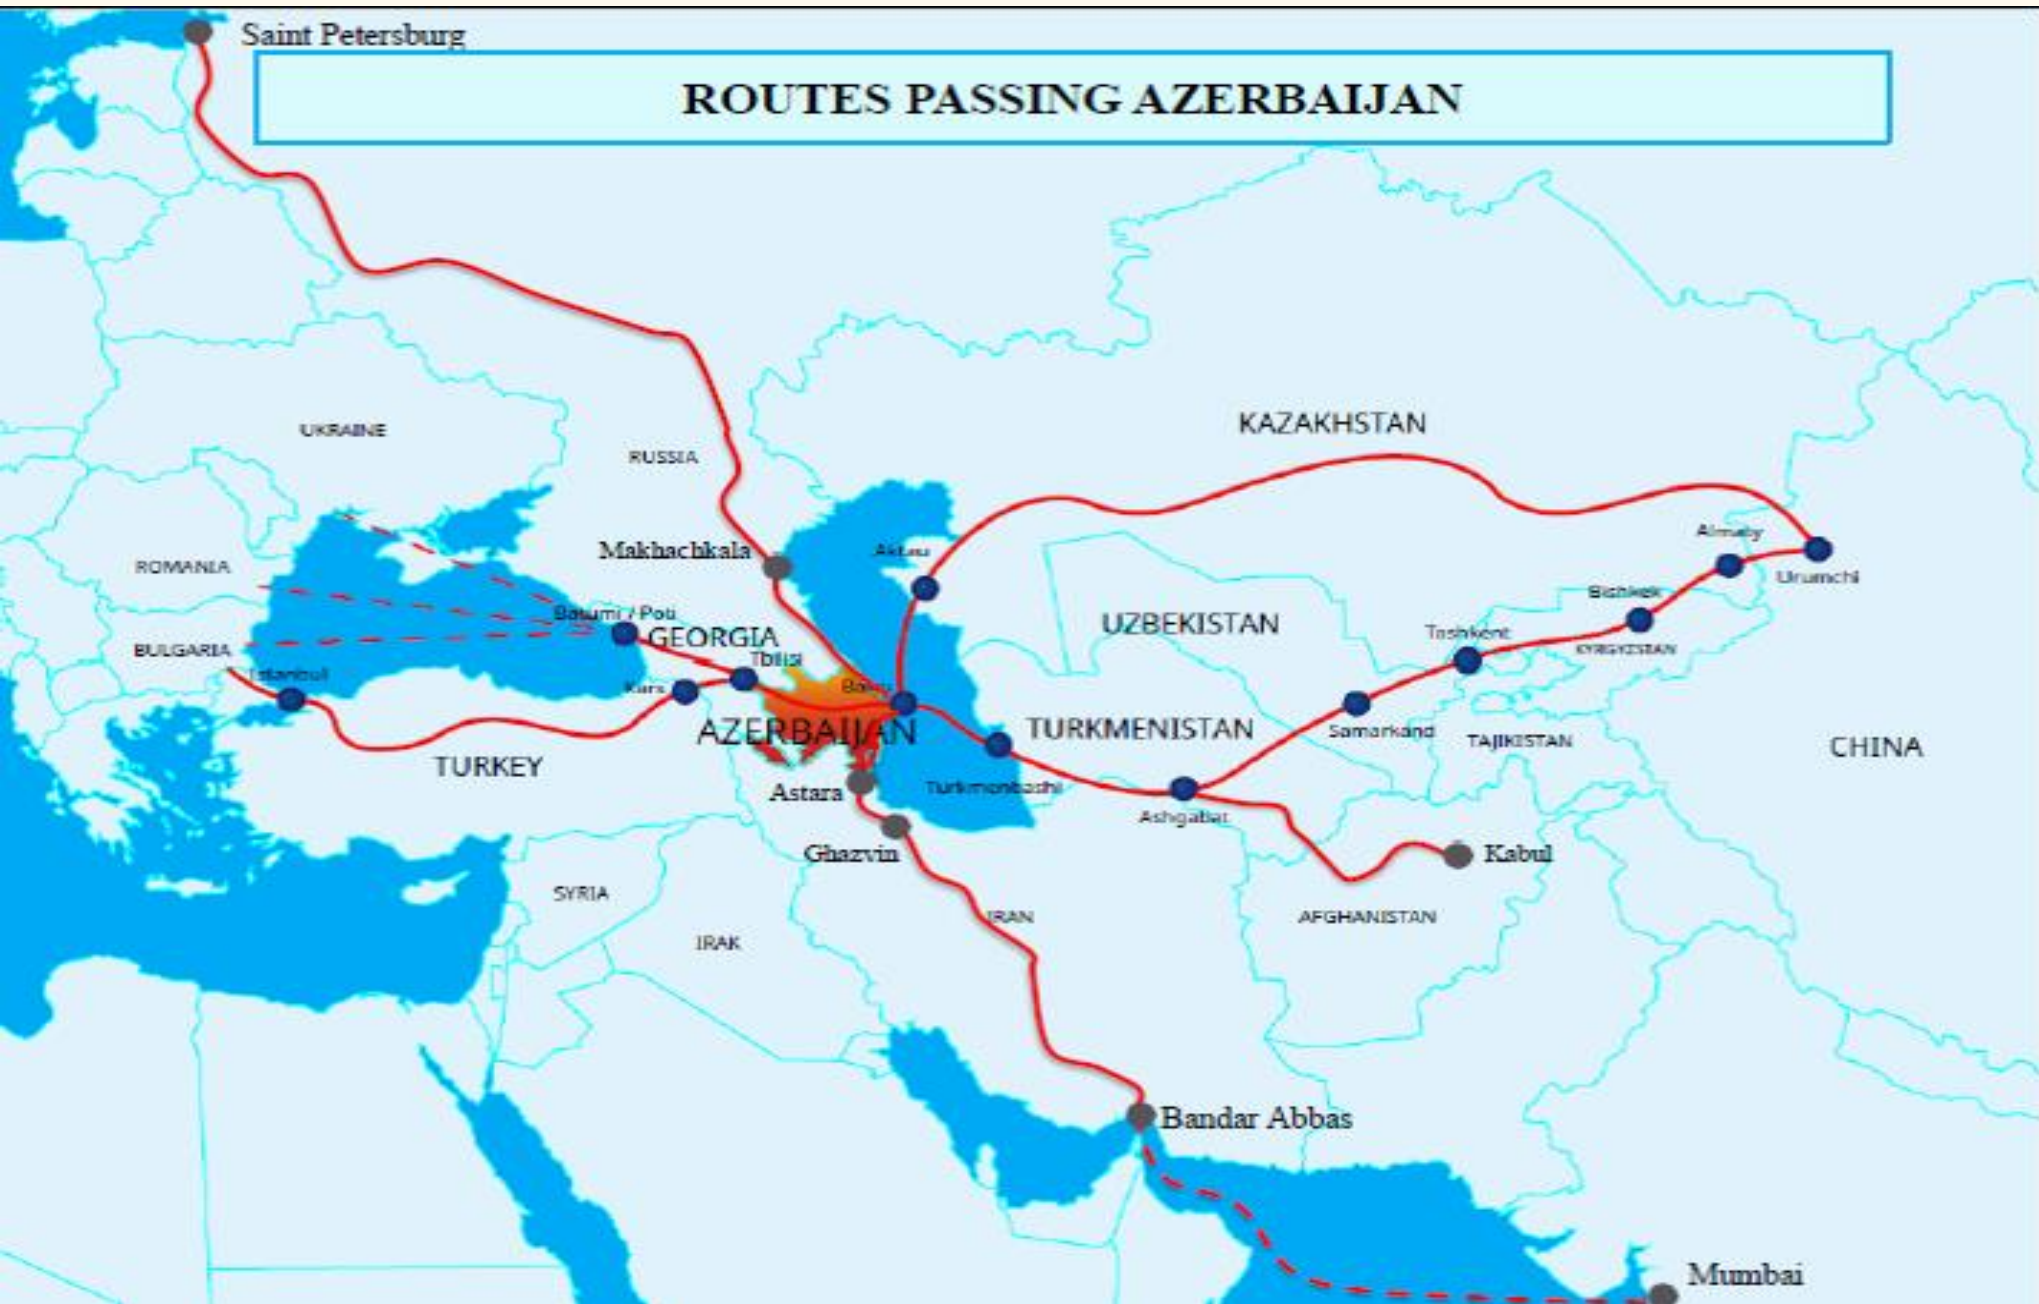 Saint Petersburg
ROUTES PASSING AZERBAIJAN
KAZAKHSTAN
UKRAINE
RUSSIA
Almaty
Makhachkala
Aktau
ROMANIA
Urumchi
Bishkek
Batumi / Poti
UZBEKISTAN
GEORGIA
Tashkent
BULGARIA
KYRGYZSTAN
Tbilisi
Istanbul
Kars
Baku
AZERBAIJAN
TURKMENISTAN
Samarkand
TAJIKISTAN
CHINA
TURKEY
Astara
Turkmenbashi
Ashgabat
Ghazvin
Kabul
SYRIA
IRAN
AFGHANISTAN
IRAK
Bandar Abbas
Mumbai